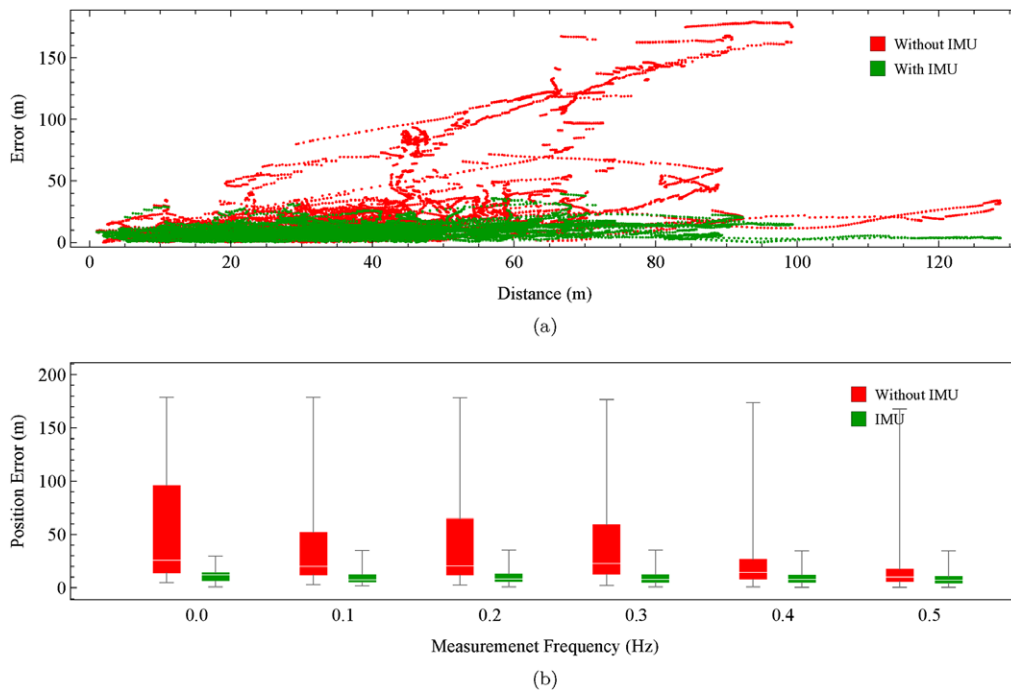 150
100
50
0
Error (m)
Without IMU
With IMU
0 20 40 60 80 100 120
Distance (m)
(a)
200
150
100
50
0
Position Error (m)
Without IMU
IMU
0.0 0.1 0.2 0.3 0.4 0.5
Measuremenet Frequency (Hz)
(b)